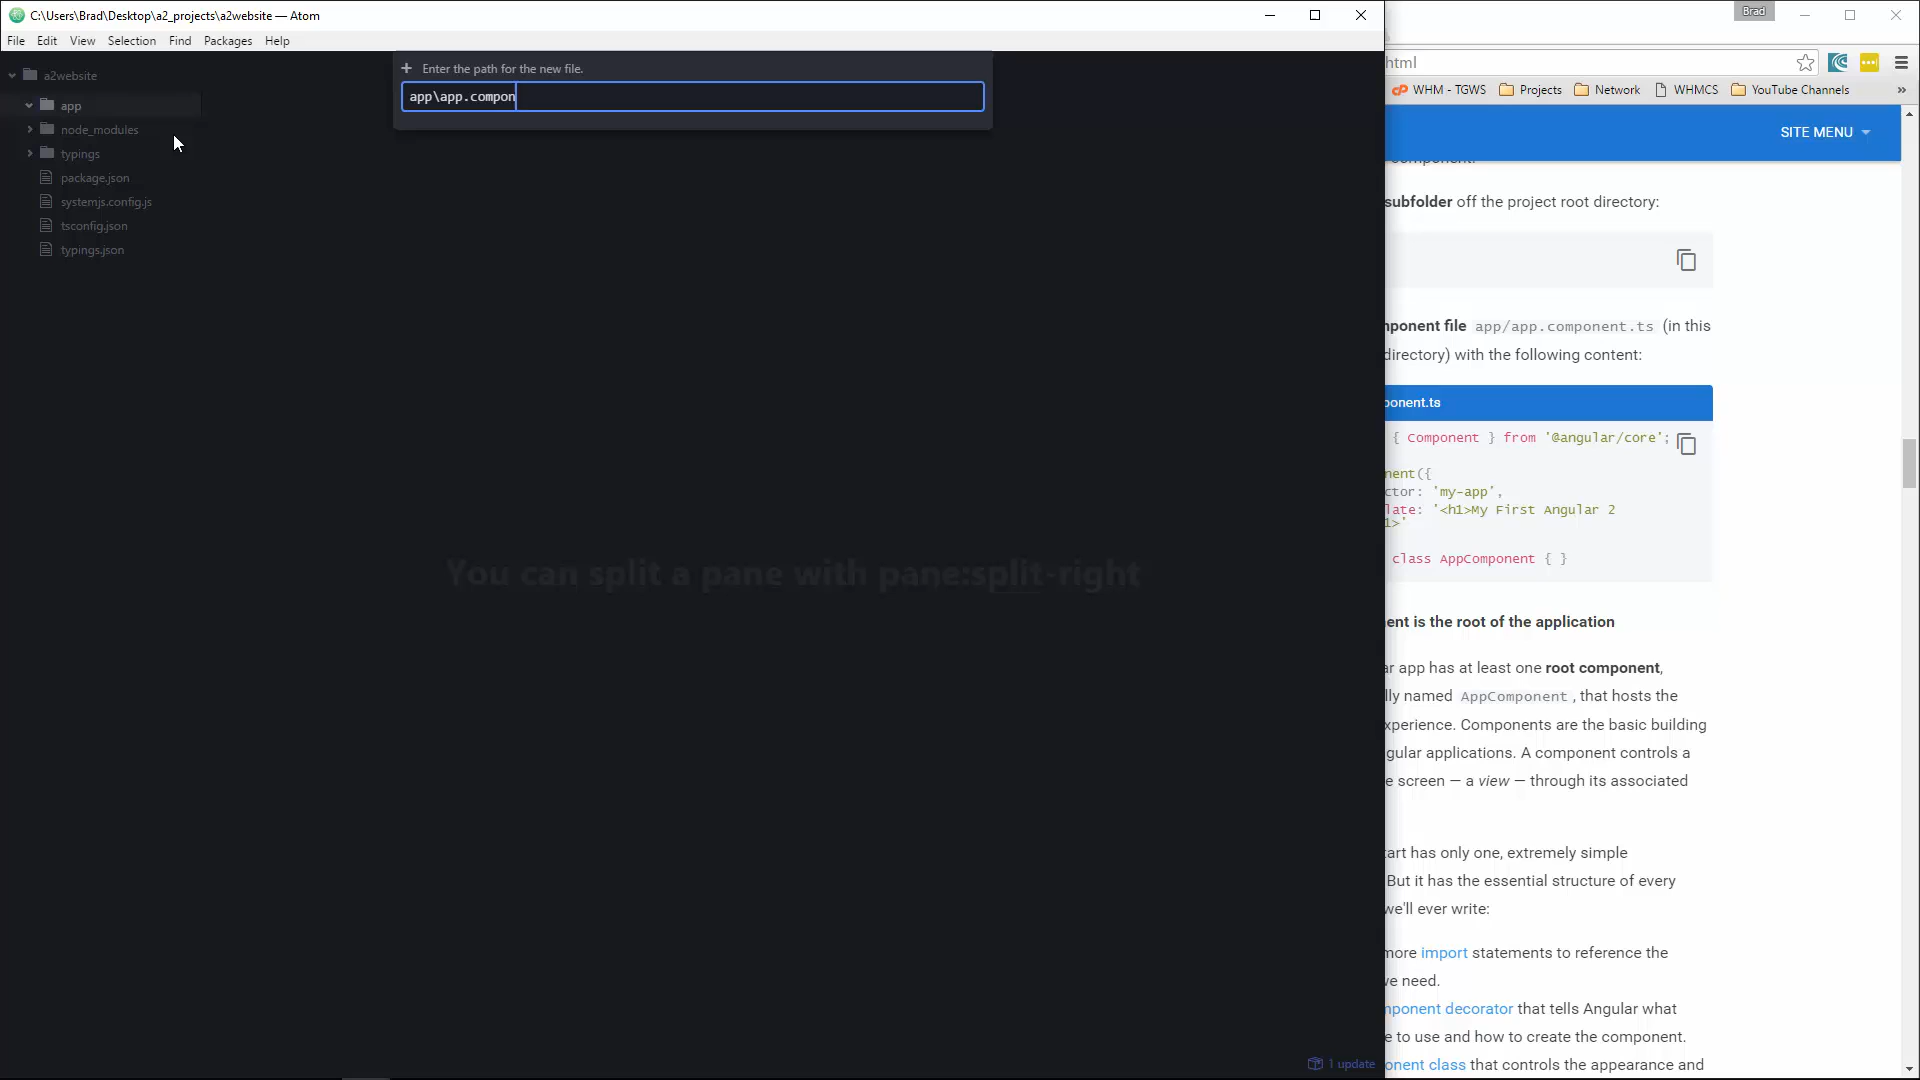 C:\Users\Brad\Desktop\a2_projects\a2website — Atom
File Edit View Selection Find Packages Help
a2website
app
node_modules
typings
package.json
systemjs.config.js
tsconfig.json
typings.json
Enter the path for the new file.
app\app.compon
You can split a pane with pane:split-right
1 update
Brad
html
WHM - TGWS Projects Network WHMCS YouTube Channels »
SITE MENU
component.
subfolder off the project root directory:
nponent file app/app.component.ts (in this
directory) with the following content:
ponent.ts
{ Component } from '@angular/core';
nent({
ctor: 'my-app',
late: '<h1>My First Angular 2
1>'
class AppComponent { }
ent is the root of the application
ar app has at least one root component,
lly named AppComponent, that hosts the
xperience. Components are the basic building
gular applications. A component controls a
e screen — a view — through its associated
tart has only one, extremely simple
But it has the essential structure of every
we'll ever write:
more import statements to reference the
ve need.
nponent decorator that tells Angular what
e to use and how to create the component.
onent class that controls the appearance and